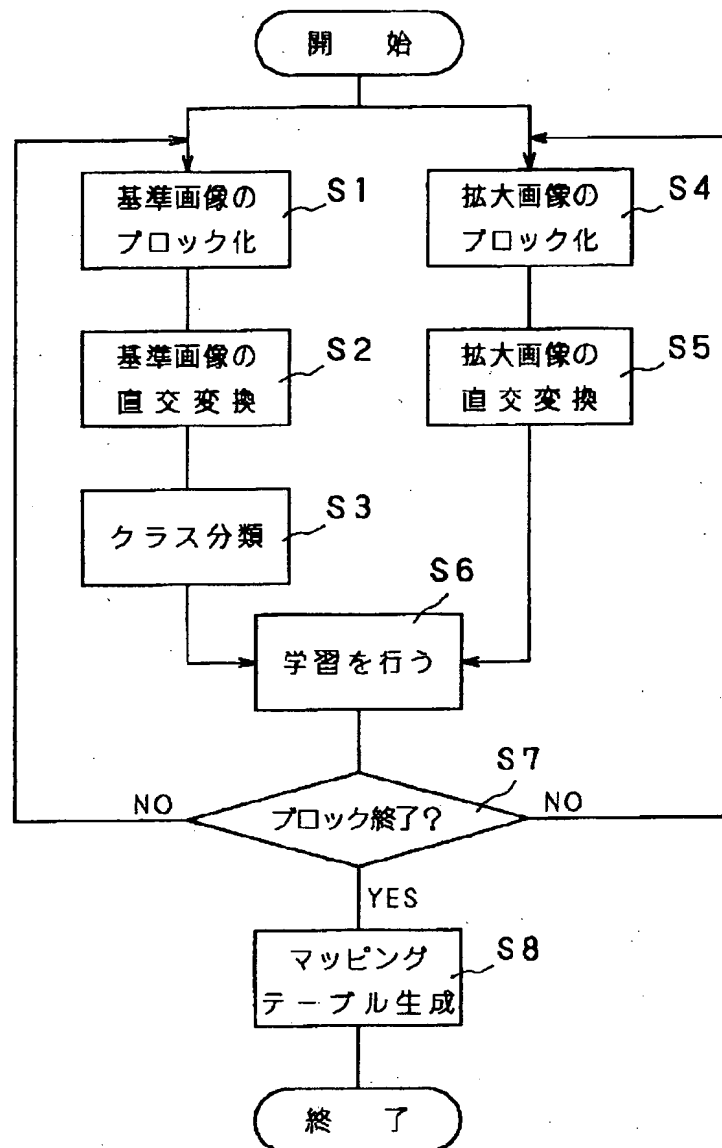 開 始
基準画像の
ブロック化
S1
拡大画像の
ブロック化
S4
基準画像の
直交変換
S2
拡大画像の
直交変換
S5
クラス分類
S3
学習を行う
S6
ブロック終了?
S7
NO
NO
YES
マッピング
テーブル生成
S8
終 了